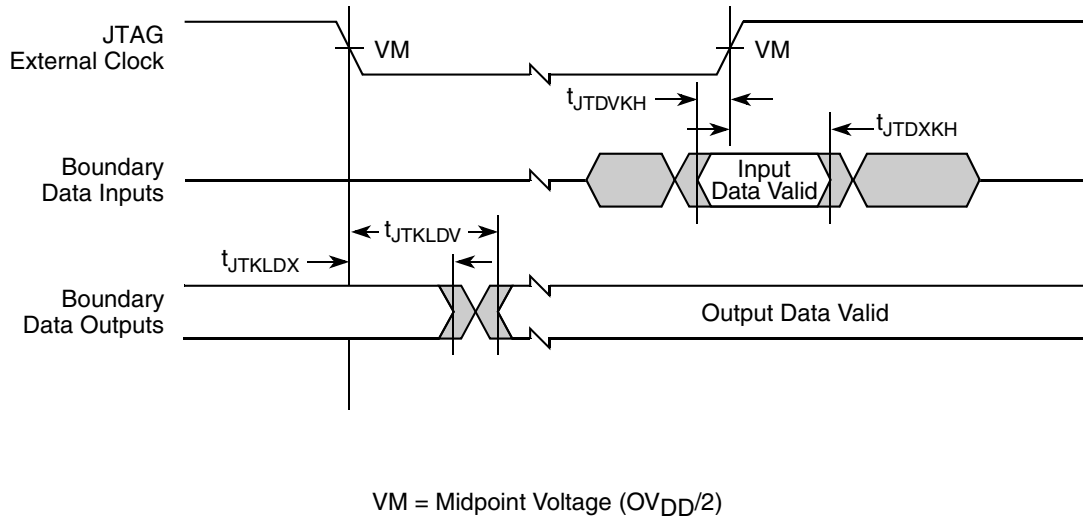 JTAG
External Clock
VM
VM
tJTDVKH
tJTDXKH
Boundary
Data Inputs
Input
Data Valid
tJTKLDV
tJTKLDX
Boundary
Data Outputs
Output Data Valid
VM = Midpoint Voltage (OVDD/2)